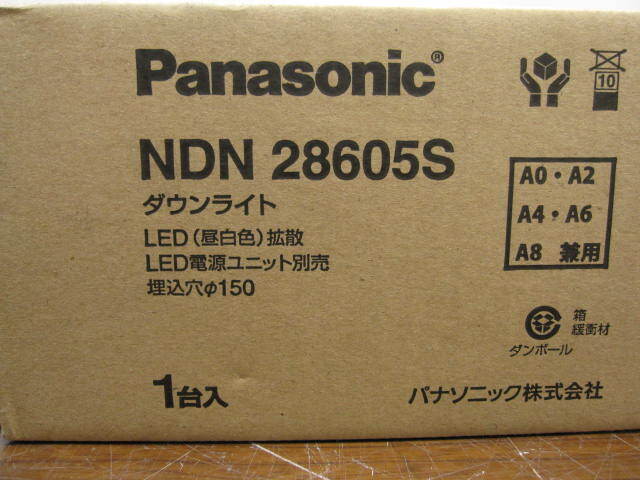 Panasonic®
10
NDN 28605S
ダウンライト
LED（昼白色）拡散
LED電源ユニット別売
埋込穴φ150
A0・A2
A4・A6
A8 兼用
箱
緩衝材
ダンボール
1台入
パナソニック株式会社